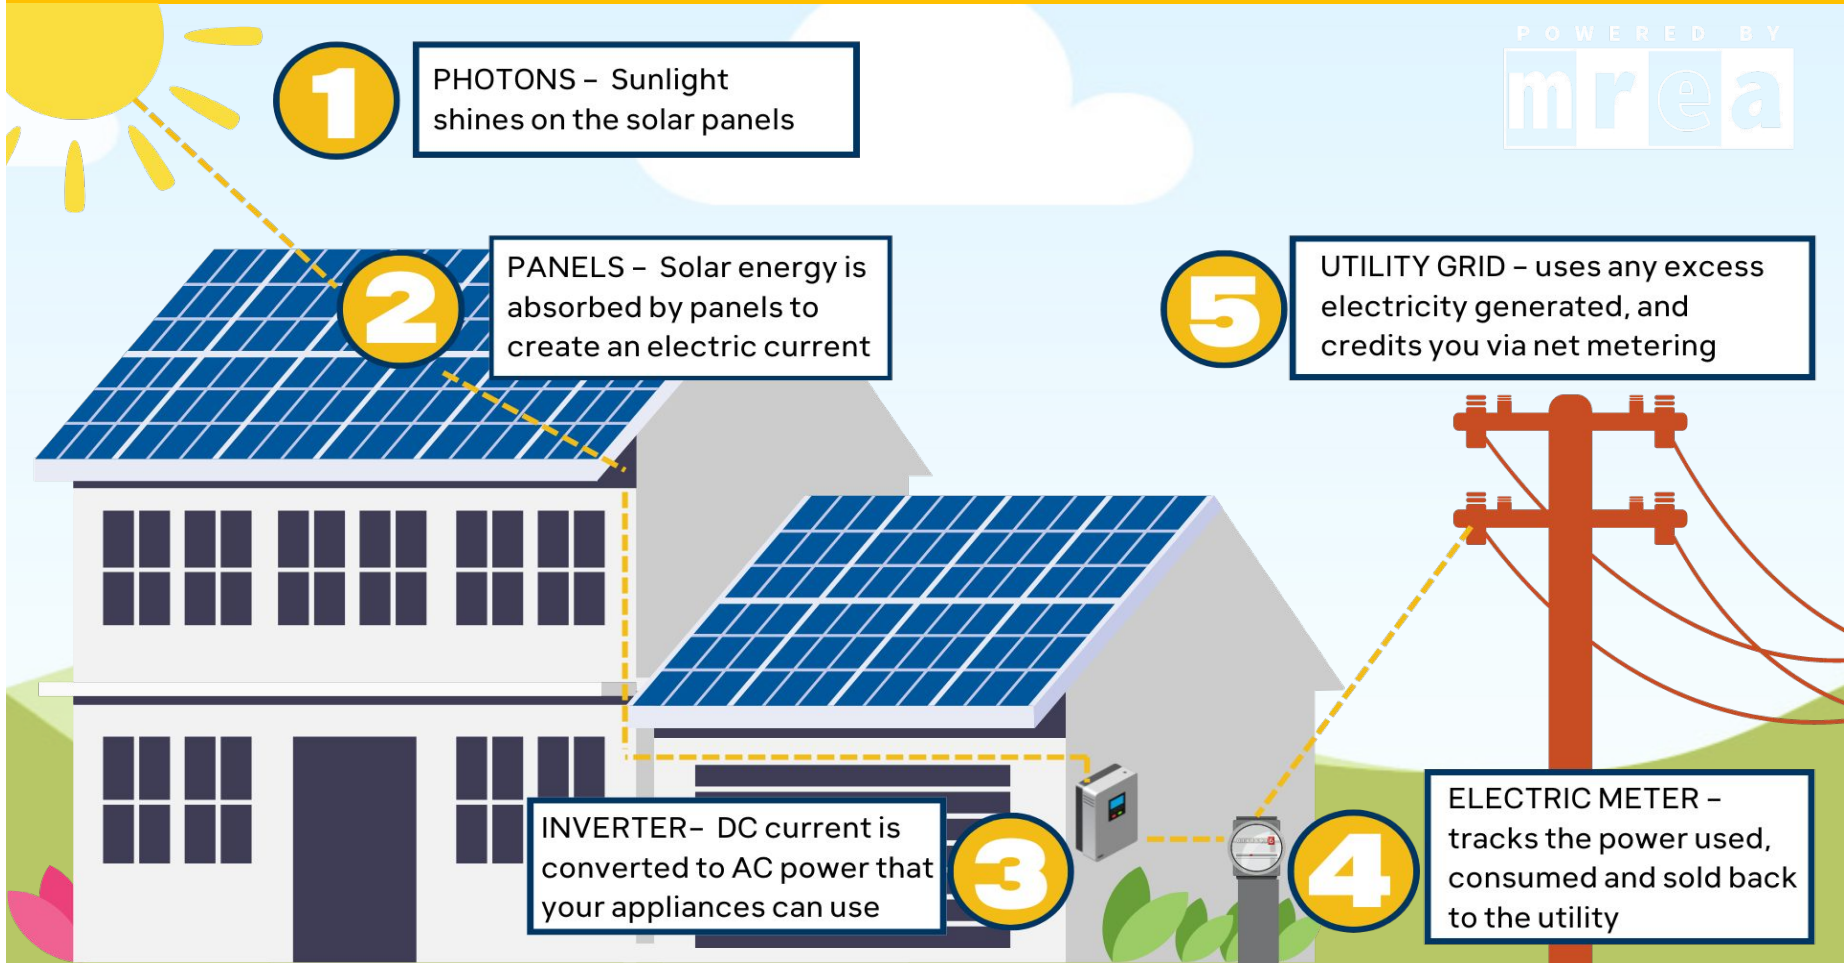 POWERED BY
mrea
1
PHOTONS – Sunlight
shines on the solar panels
2
PANELS – Solar energy is
absorbed by panels to
create an electric current
5
UTILITY GRID – uses any excess
electricity generated, and
credits you via net metering
INVERTER– DC current is
converted to AC power that
your appliances can use
3
4
ELECTRIC METER –
tracks the power used,
consumed and sold back
to the utility